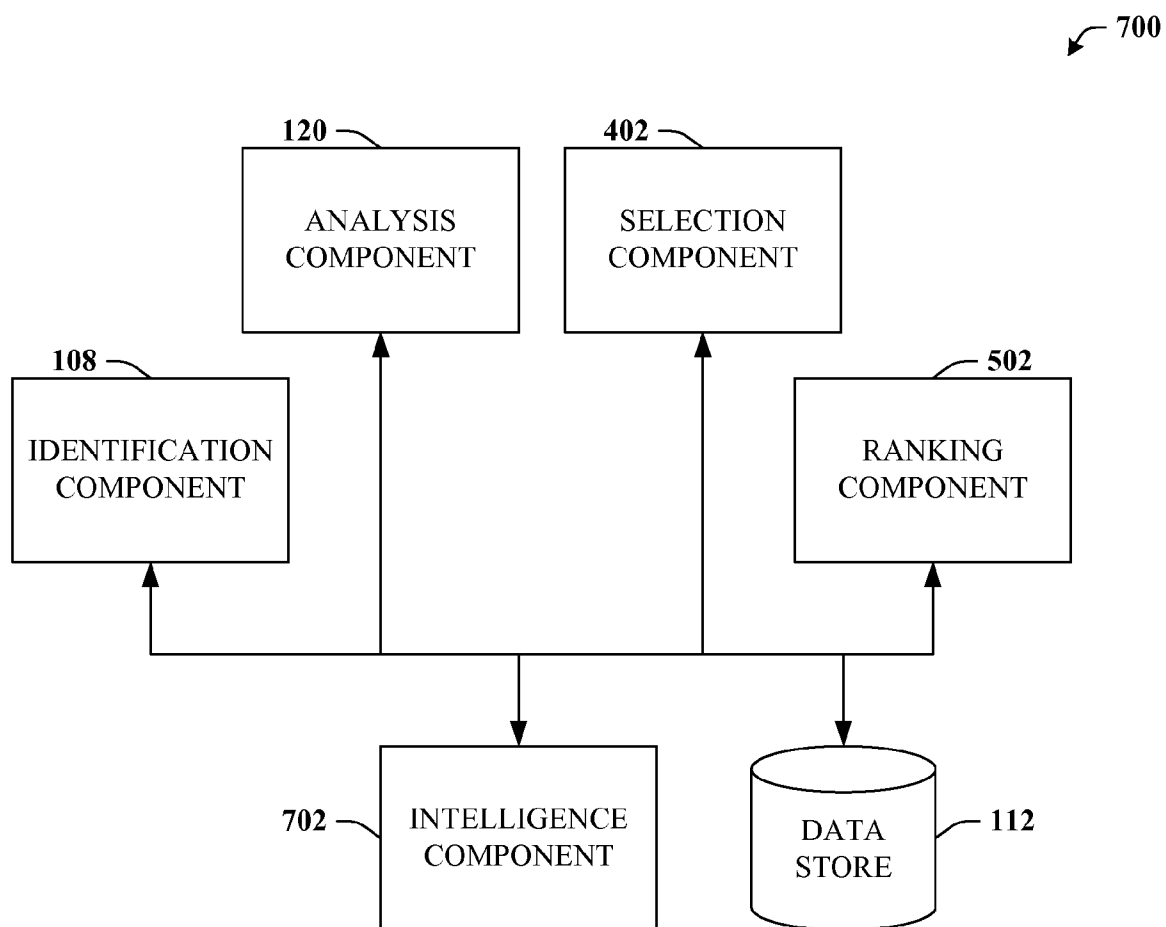 700
120
402
ANALYSIS
COMPONENT
SELECTION
COMPONENT
108
502
IDENTIFICATION
COMPONENT
RANKING
COMPONENT
702
INTELLIGENCE
COMPONENT
DATA
STORE
112